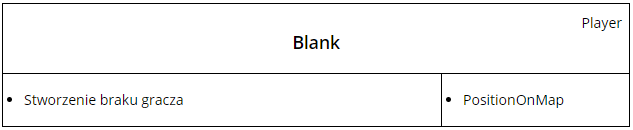 Player
Blank
• Stworzenie braku gracza
• PositionOnMap